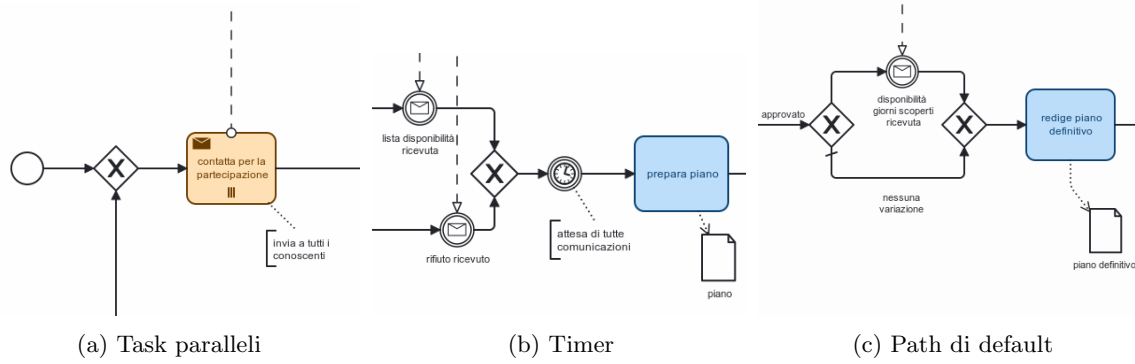 contatta per la
partecipazione
invia a tutti i
conoscenti
(a) Task paralleli
lista disponibilità
ricevuta
rifiuto ricevuto
attesa di tutte
comunicazioni
prepara piano
piano
(b) Timer
approvato
disponibilità
giorni scoperti
ricevuta
nessuna
variazione
redige piano
definitivo
piano definitivo
(c) Path di default